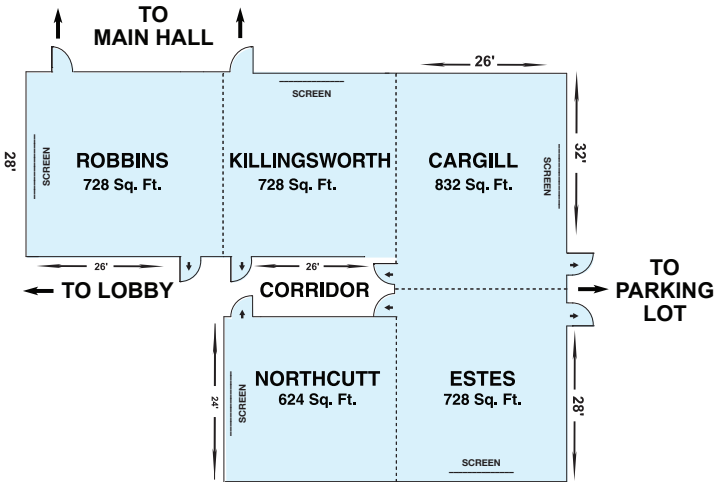 TO
MAIN HALL
26'
SCREEN
28'
SCREEN
ROBBINS
728 Sq. Ft.
KILLINGSWORTH
728 Sq. Ft.
CARGILL
832 Sq. Ft.
SCREEN
32'
26'
26'
TO LOBBY
CORRIDOR
TO
PARKING
LOT
24'
SCREEN
NORTHCUTT
624 Sq. Ft.
ESTES
728 Sq. Ft.
28'
SCREEN